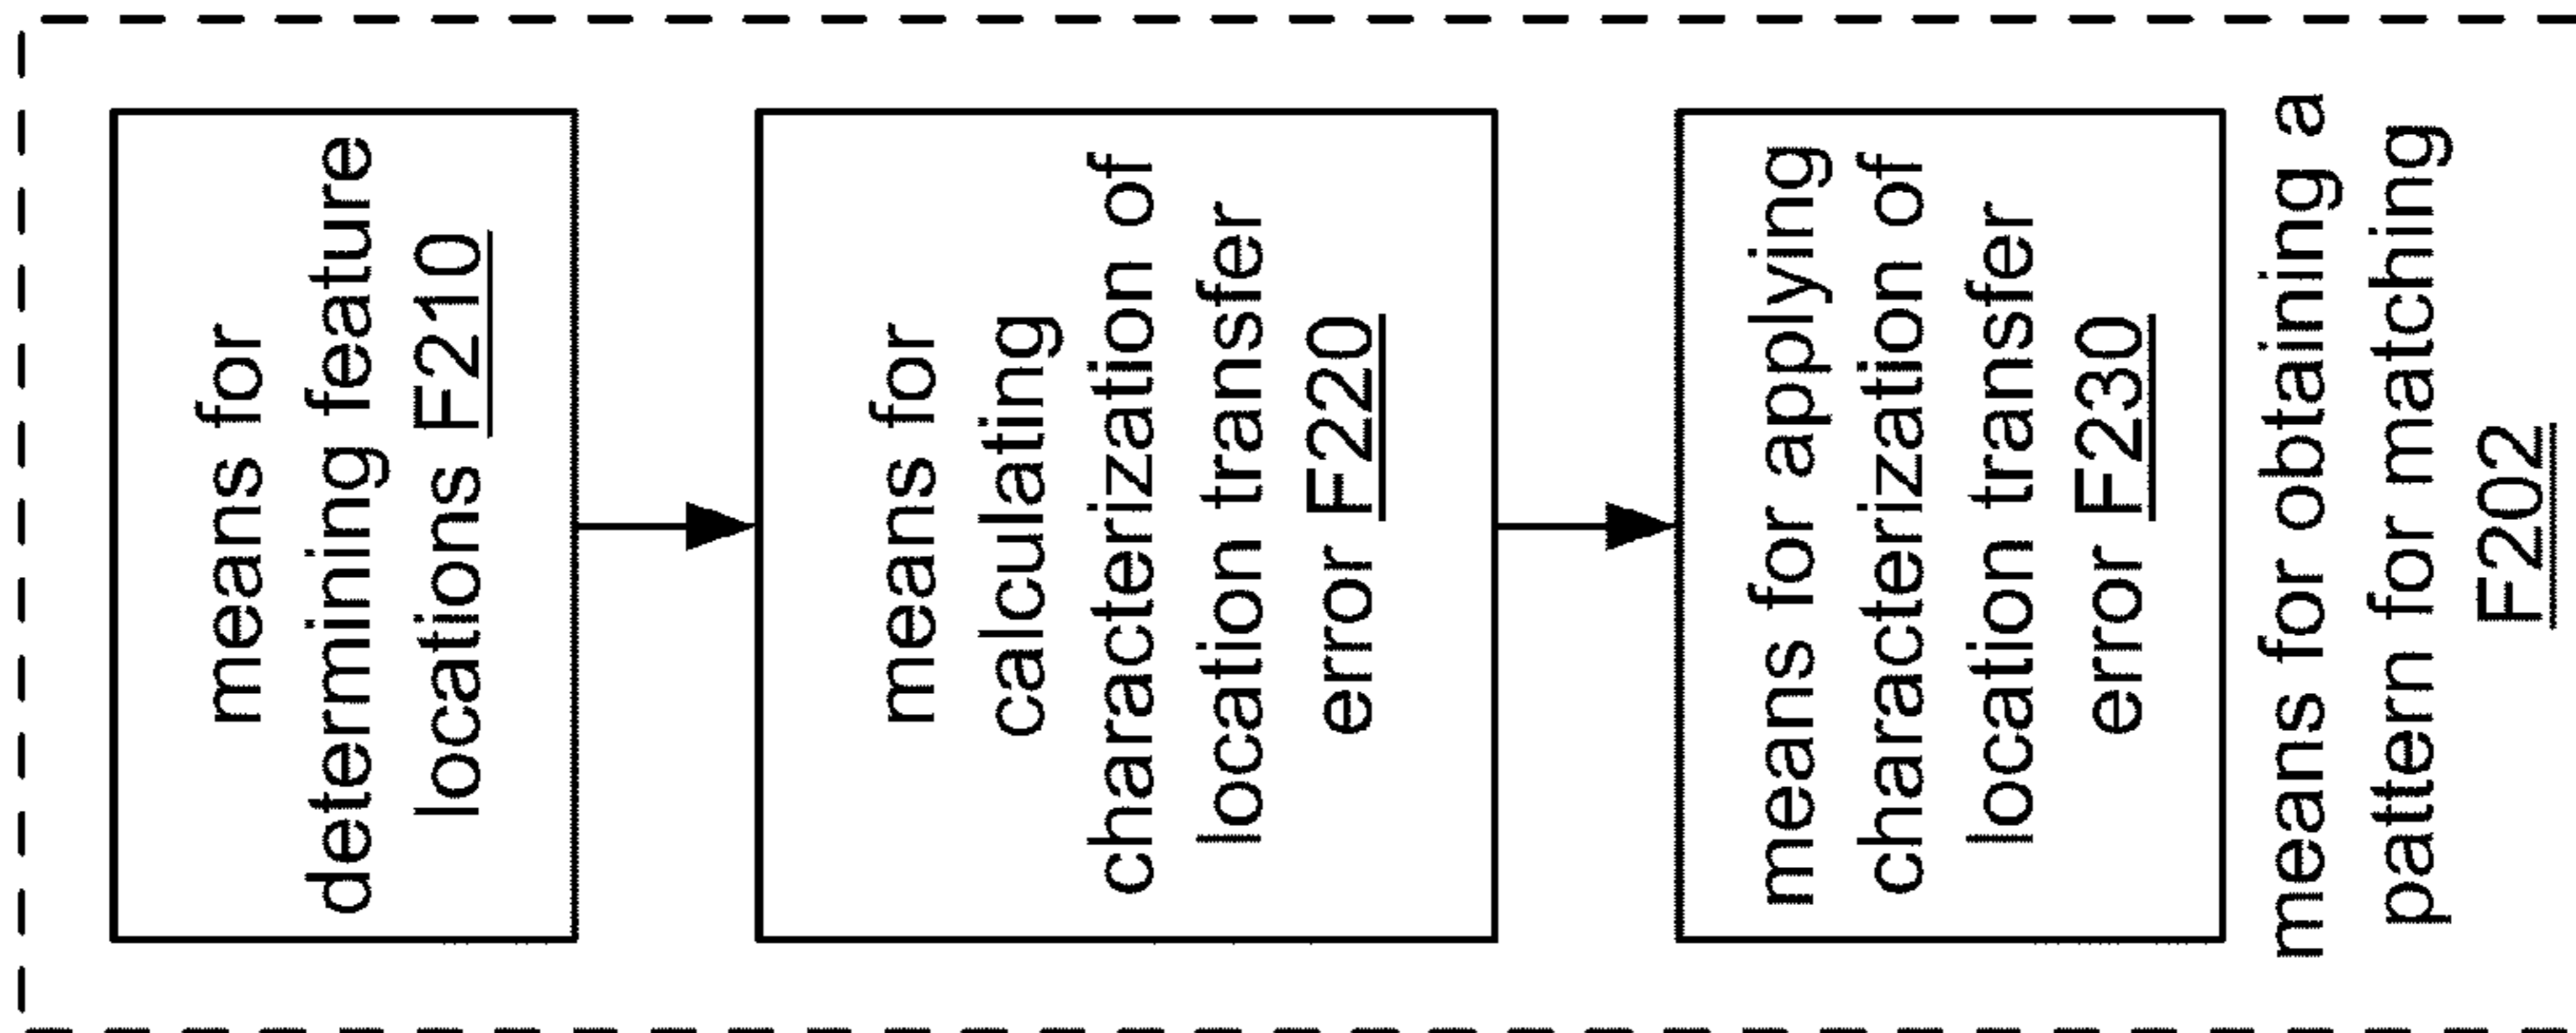 means for
determining feature
locations F210
means for
calculating
characterization of
location transfer
error F220
means for applying
characterization of
location transfer
error F230
means for obtaining a
pattern for matching
F202